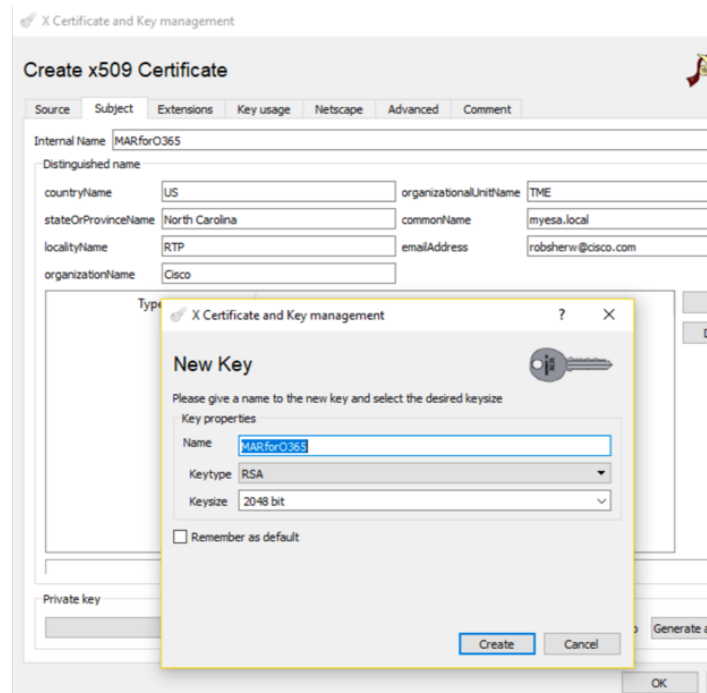 X Certificate and Key management
Create x509 Certificate
Source Subject Extensions Key usage Netscape Advanced Comment
Internal Name MARforO365
Distinguished name
countryName US organizationalUnitName TME
stateOrProvinceName North Carolina commonName myesa.local
localityName RTP emailAddress robsherw@cisco.com
organizationName Cisco
Type
X Certificate and Key management ?
New Key
Please give a name to the new key and select the desired keysize
Key properties
Name MARforO365
Keytype RSA
Keysize 2048 bit
Remember as default
Private key
Generate a
Create Cancel
OK